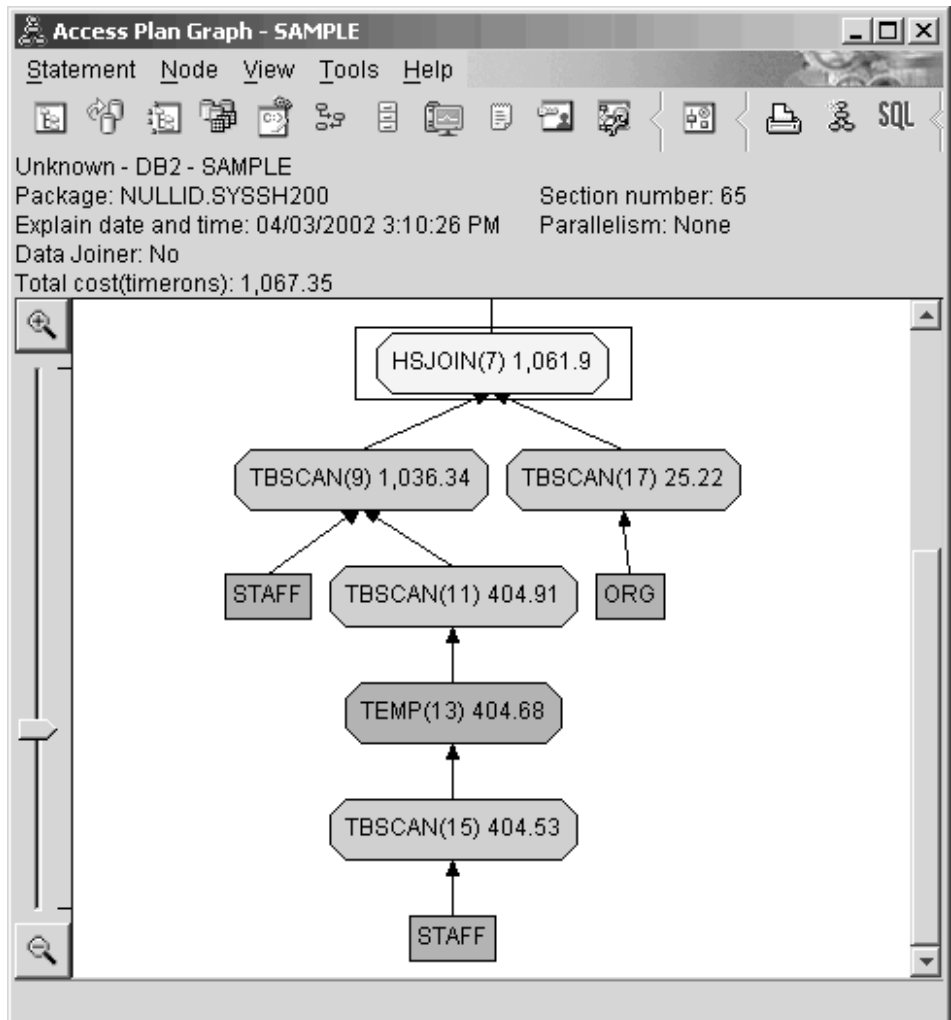 Access Plan Graph - SAMPLE
Statement Node View Tools Help
SQL
Unknown - DB2 - SAMPLE
Package: NULLID.SYSSH200 Section number: 65
Explain date and time: 04/03/2002 3:10:26 PM Parallelism: None
Data Joiner: No
Total cost(timerons): 1,067.35
HSJOIN(7) 1,061.9
TBSCAN(9) 1,036.34 TBSCAN(17) 25.22
STAFF TBSCAN(11) 404.91 ORG
TEMP(13) 404.68
TBSCAN(15) 404.53
STAFF